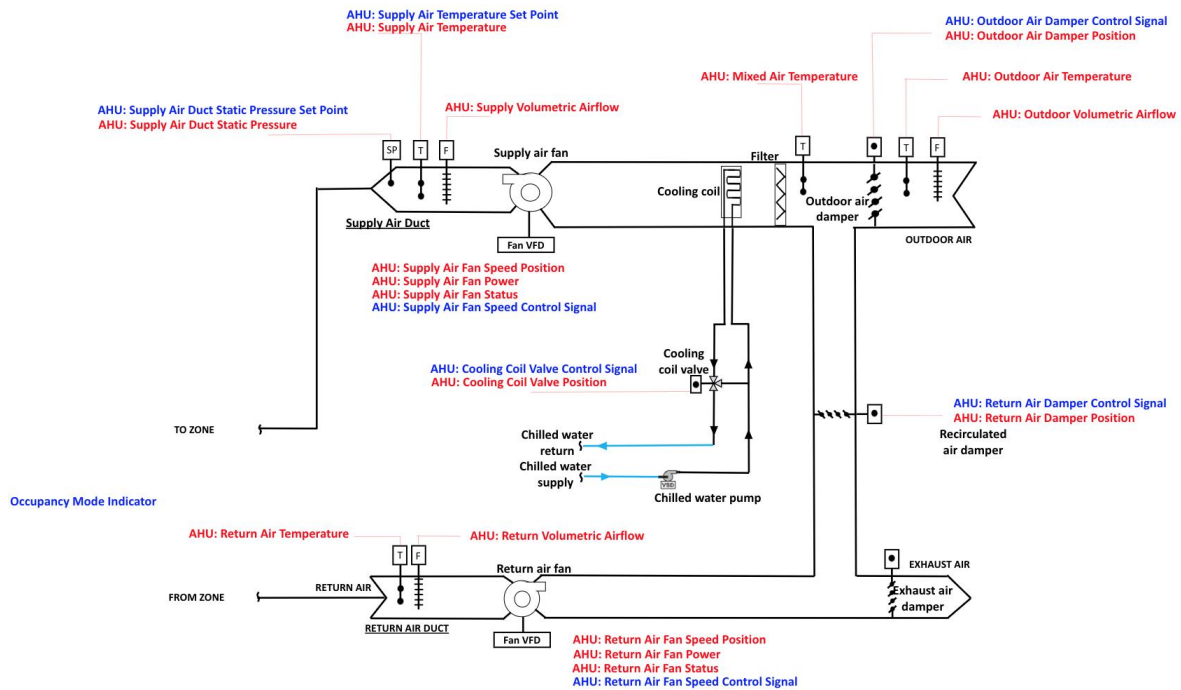 AHU: Supply Air Temperature Set Point
AHU: Supply Air Temperature
AHU: Outdoor Air Damper Control Signal
AHU: Outdoor Air Damper Position
AHU: Mixed Air Temperature
AHU: Outdoor Air Temperature
AHU: Supply Air Duct Static Pressure Set Point
AHU: Supply Air Duct Static Pressure
AHU: Supply Volumetric Airflow
AHU: Outdoor Volumetric Airflow
SP
T
F
Supply air fan
Filter
T
T
F
Cooling coil
Outdoor air
damper
Supply Air Duct
Fan VFD
OUTDOOR AIR
AHU: Supply Air Fan Speed Position
AHU: Supply Air Fan Power
AHU: Supply Air Fan Status
AHU: Supply Air Fan Speed Control Signal
Cooling
coil valve
AHU: Cooling Coil Valve Control Signal
AHU: Cooling Coil Valve Position
AHU: Return Air Damper Control Signal
AHU: Return Air Damper Position
Recirculated
air damper
TO ZONE
Chilled water
return
Chilled water
supply
VSD
Chilled water pump
Occupancy Mode Indicator
AHU: Return Air Temperature
AHU: Return Volumetric Airflow
T
F
Return air fan
EXHAUST AIR
RETURN AIR
FROM ZONE
Exhaust air
damper
RETURN AIR DUCT
Fan VFD
AHU: Return Air Fan Speed Position
AHU: Return Air Fan Power
AHU: Return Air Fan Status
AHU: Return Air Fan Speed Control Signal